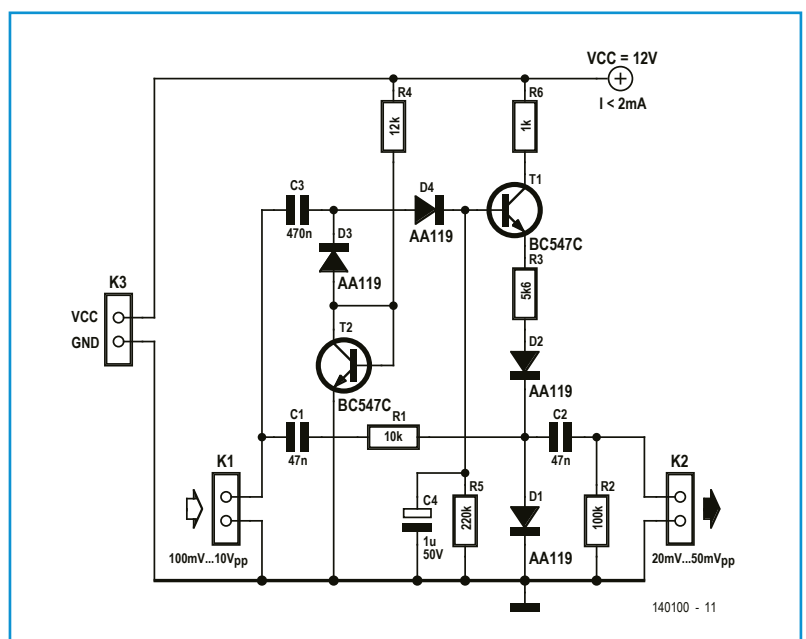 VCC = 12V
I < 2mA
R4
12k
R6
1k
C3
470n
D4
AA119
T1
BC547C
D3
AA119
R3
5k6
K3
VCC
GND
T2
BC547C
D2
AA119
C1
47n
R1
10k
C2
47n
K1
100mV...10Vpp
C4
1u
50V
R5
220k
D1
AA119
R2
100k
K2
20mV...50mVpp
140100 - 11